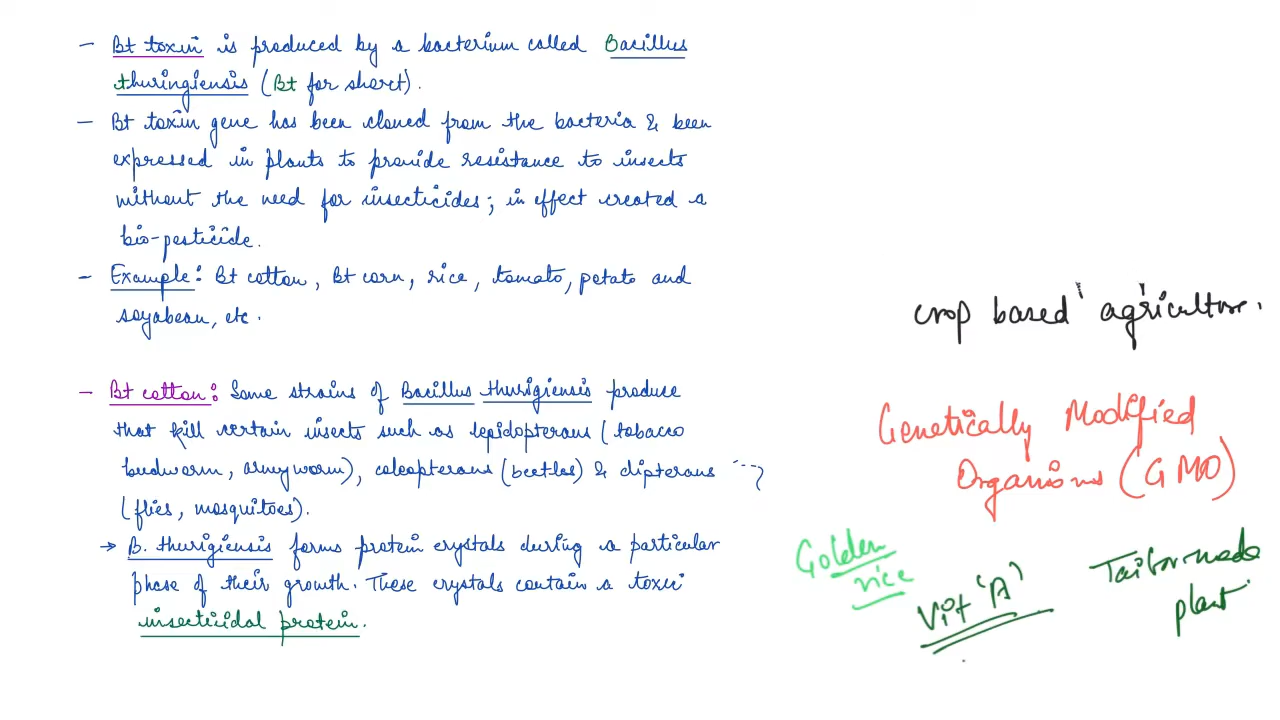 - Bt toxin is produced by a bacterium called Bacillus
thuringiensis (Bt for short).
- Bt toxin gene has been cloned from the bacteria & been
expressed in plants to provide resistance to insects
without the need for insecticides; in effect created a
bio-pesticide.
- Example: Bt cotton, Bt corn, rice, tomato, potato and
soyabean, etc.
- Bt cotton: Some strains of Bacillus thurigiensis produce
that kill certain insects such as lepidopterans (tobacco
budworm, armyworm), coleopterans (beetles) & dipterans
(flies, mosquitoes).
→ B. thurigiensis forms protein crystals during a particular
phase of their growth. These crystals contain a toxic
insecticidal protein.
crop based agriculture.
Genetically Modified
Organisms (GMO)
Golden
rice
Vit 'A'
Tailor-made
plant